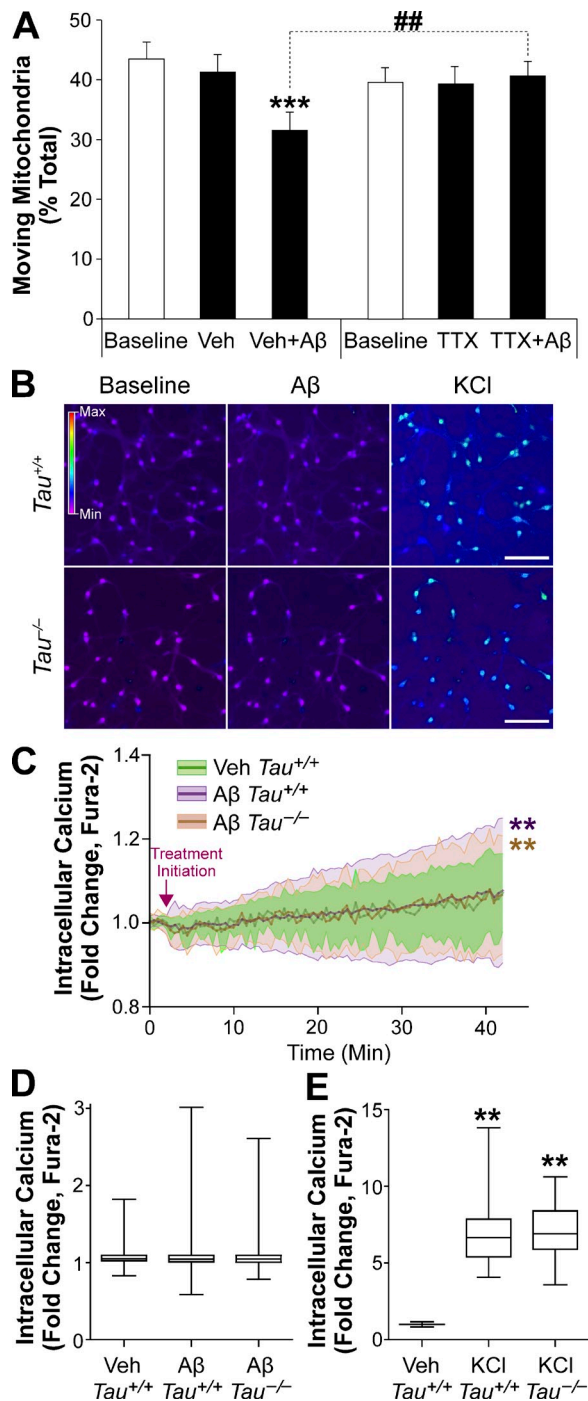 A
Moving Mitochondria
(% Total)
50
40
30
20
10
0
##
***
Baseline Veh Veh+Aβ Baseline TTX TTX+Aβ
B
Baseline Aβ KCl
Max
Min
Tau+/+
Tau−/−
C
Intracellular Calcium
(Fold Change, Fura-2)
1.4
1.2
1.0
0.8
Veh Tau+/+
Aβ Tau+/+
Aβ Tau−/−
Treatment
Initiation
**
**
0 10 20 30 40
Time (Min)
D
Intracellular Calcium
(Fold Change, Fura-2)
3
2
1
0
Veh Aβ Aβ
Tau+/+ Tau+/+ Tau−/−
E
Intracellular Calcium
(Fold Change, Fura-2)
15
10
5
0
**
**
Veh KCl KCl
Tau+/+ Tau+/+ Tau−/−